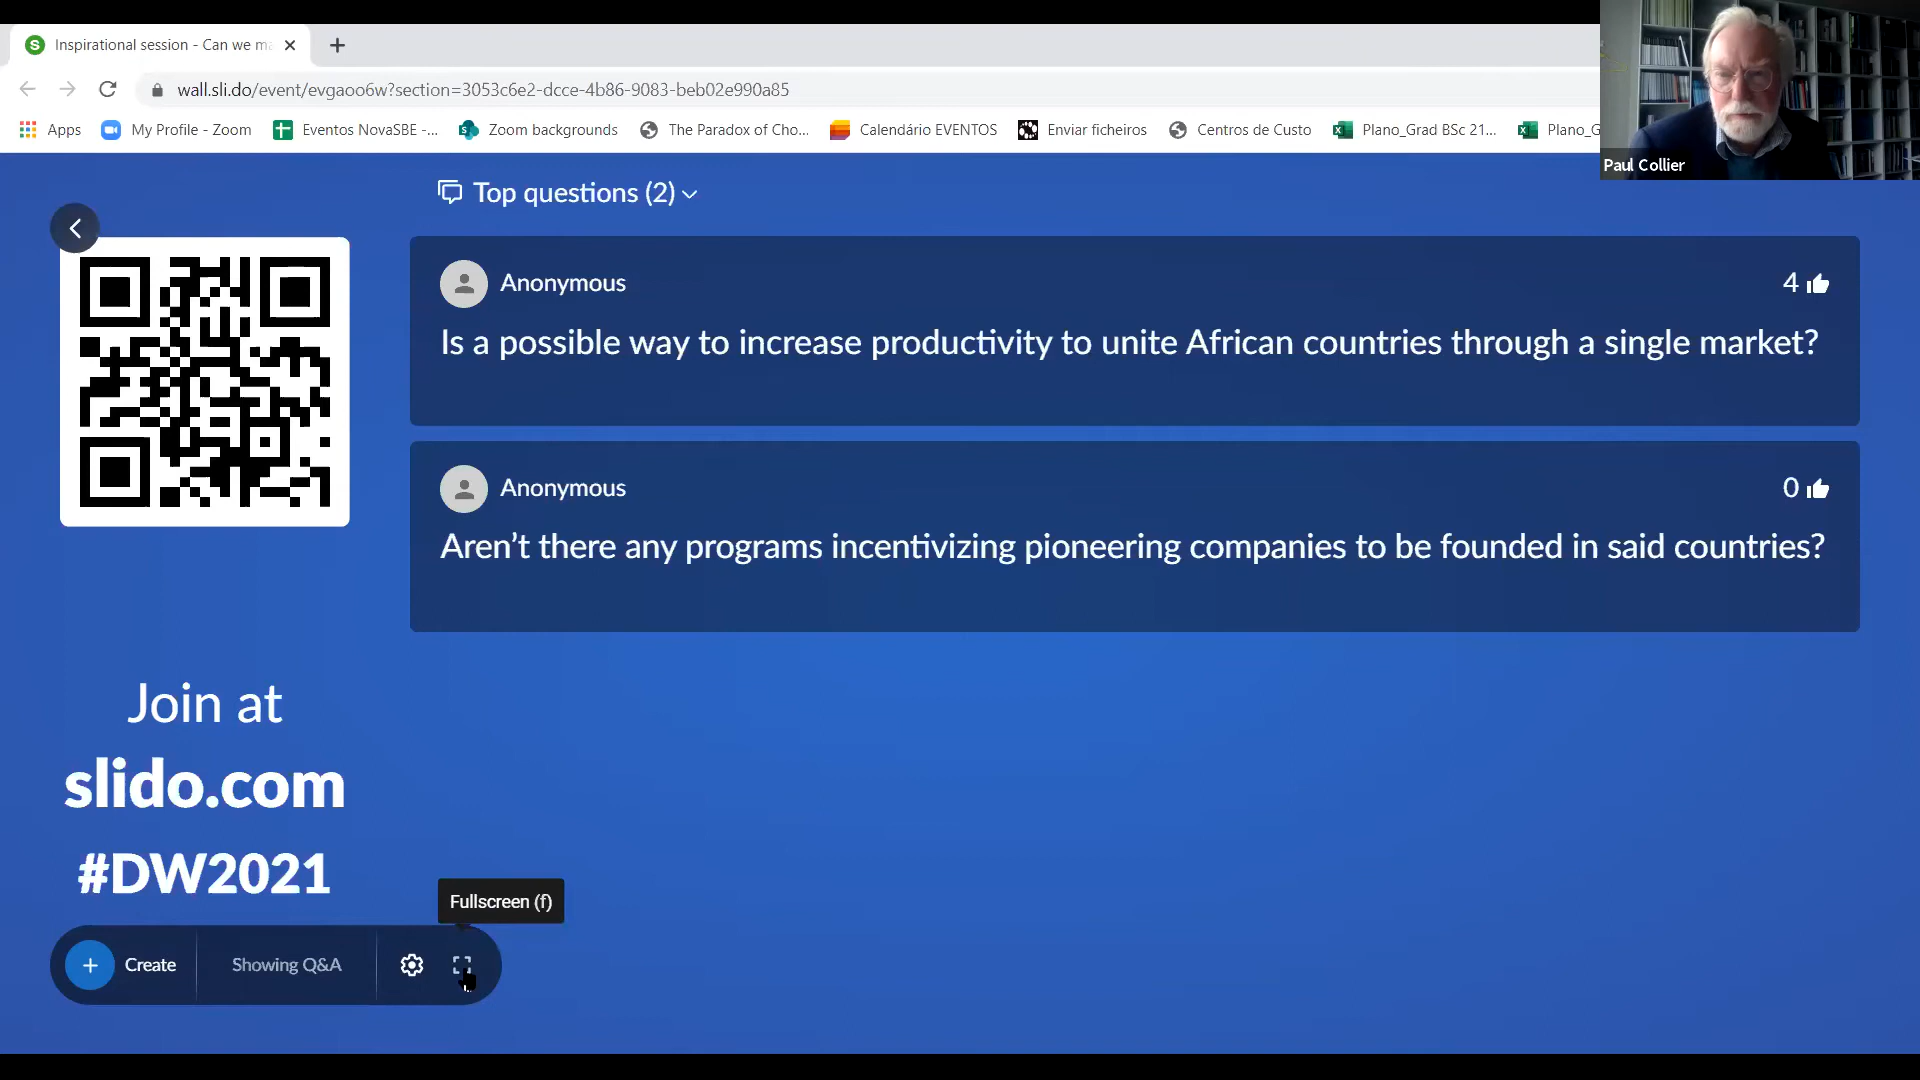 Inspirational session - Can we ma
wall.sli.do/event/evgaoo6w?section=3053c6e2-dcce-4b86-9083-beb02e990a85
Apps My Profile - Zoom Eventos NovaSBE -... Zoom backgrounds The Paradox of Cho... Calendário EVENTOS Enviar ficheiros Centros de Custo Plano_Grad BSc 21... Plano_G
Paul Collier
Top questions (2)
Anonymous 4
Is a possible way to increase productivity to unite African countries through a single market?
Anonymous 0
Aren't there any programs incentivizing pioneering companies to be founded in said countries?
Join at
slido.com
#DW2021
Fullscreen (f)
Create Showing Q&A